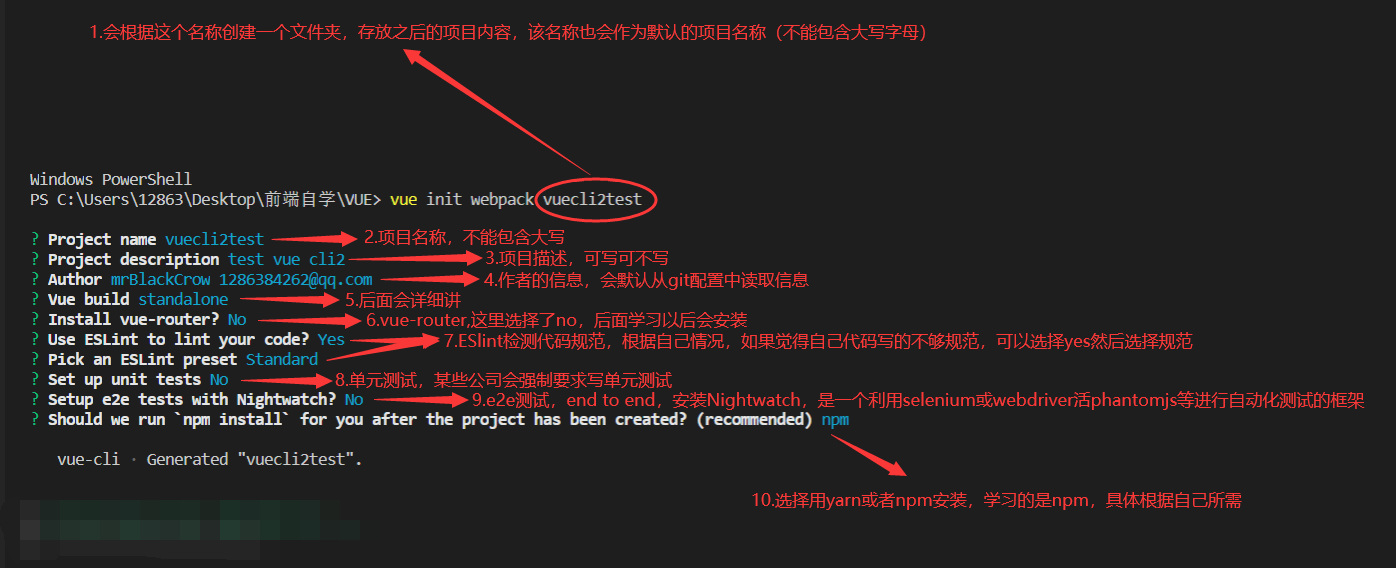 1.会根据这个名称创建一个文件夹，存放之后的项目内容，该名称也会作为默认的项目名称（不能包含大写字母）
Windows PowerShell
PS C:\Users\12863\Desktop\前端自学\VUE> vue init webpack vuecli2test
? Project name vuecli2test 2.项目名称，不能包含大写
? Project description test vue cli2 3.项目描述，可写可不写
? Author mrBlackCrow 1286384262@qq.com 4.作者的信息，会默认从git配置中读取信息
? Vue build standalone 5.后面会详细讲
? Install vue-router? No 6.vue-router,这里选择了no，后面学习以后会安装
? Use ESLint to lint your code? Yes 7.ESlint检测代码规范，根据自己情况，如果觉得自己代码写的不够规范，可以选择yes然后选择规范
? Pick an ESLint preset Standard
? Set up unit tests No 8.单元测试，某些公司会强制要求写单元测试
? Setup e2e tests with Nightwatch? No 9.e2e测试，end to end，安装Nightwatch，是一个利用selenium或webdriver活phantomjs等进行自动化测试的框架
? Should we run `npm install` for you after the project has been created? (recommended) npm
vue-cli · Generated "vuecli2test".
10.选择用yarn或者npm安装，学习的是npm，具体根据自己所需